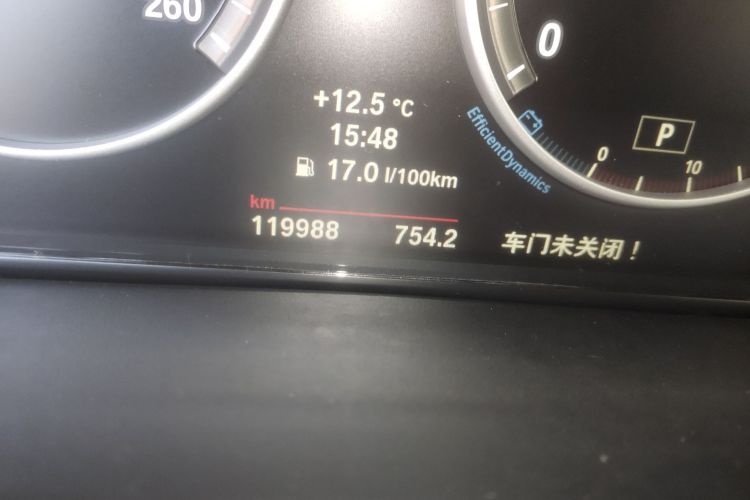 260
0
+12.5 °C
15:48
17.0 l/100km
km
119988 754.2
EfficientDynamics
P
0 10
车门未关闭！